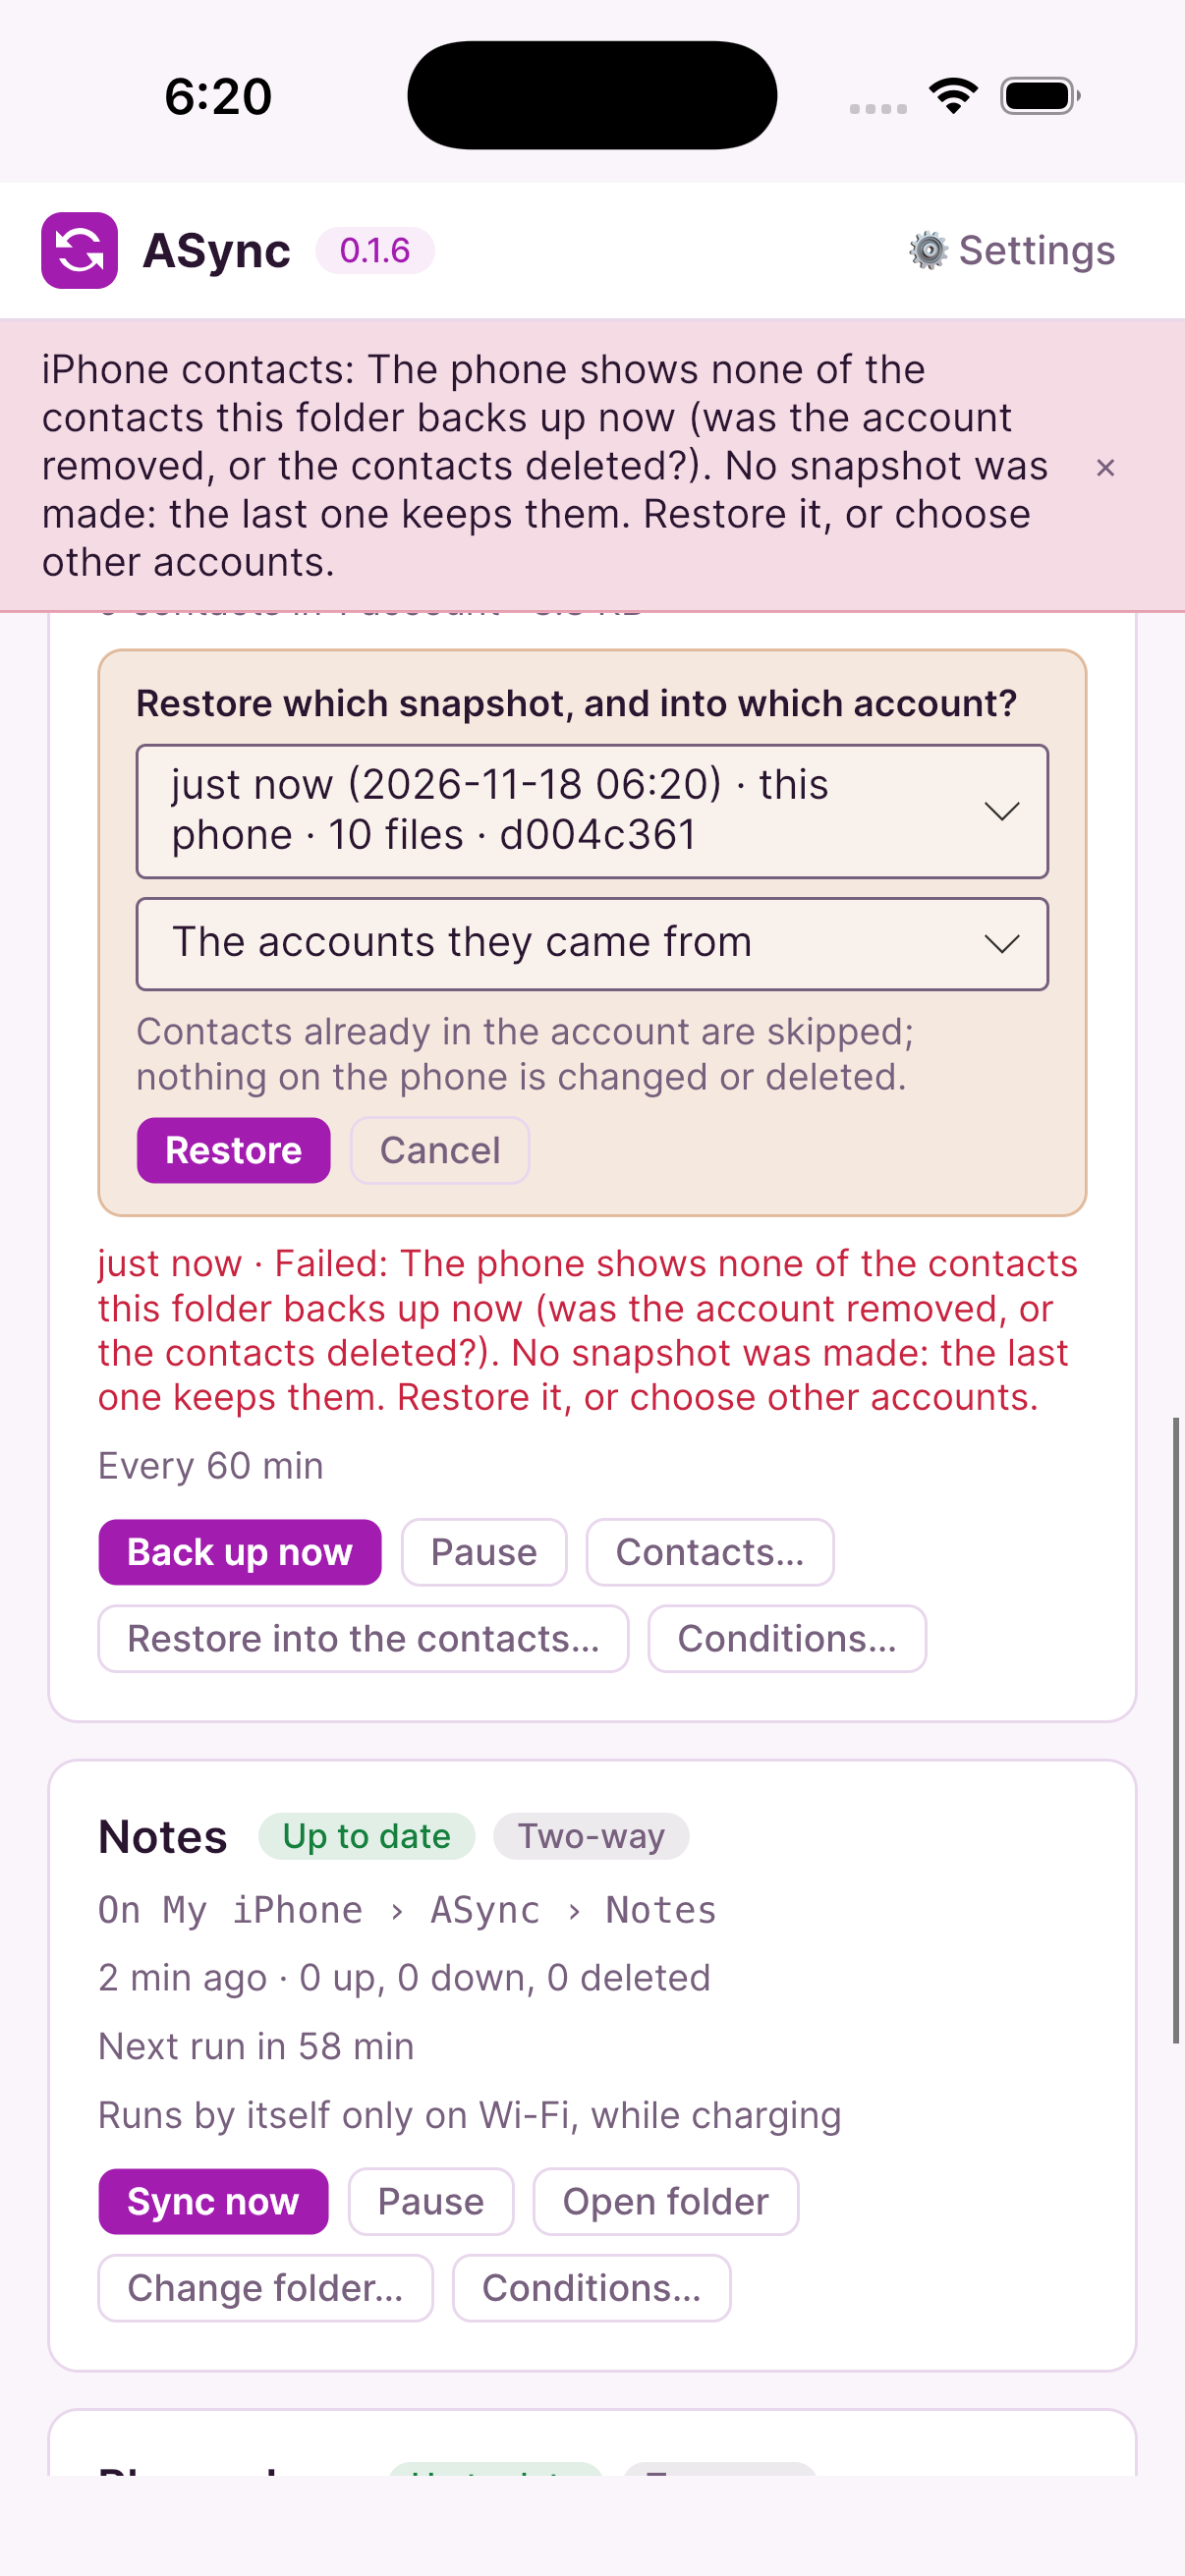 6:20
ASync 0.1.6 Settings
iPhone contacts: The phone shows none of the
contacts this folder backs up now (was the account
removed, or the contacts deleted?). No snapshot was
made: the last one keeps them. Restore it, or choose
other accounts.
×
Restore which snapshot, and into which account?
just now (2026-11-18 06:20) · this
phone · 10 files · d004c361
The accounts they came from
Contacts already in the account are skipped;
nothing on the phone is changed or deleted.
Restore Cancel
just now · Failed: The phone shows none of the contacts
this folder backs up now (was the account removed, or
the contacts deleted?). No snapshot was made: the last
one keeps them. Restore it, or choose other accounts.
Every 60 min
Back up now Pause Contacts...
Restore into the contacts... Conditions...
Notes Up to date Two-way
On My iPhone › ASync › Notes
2 min ago · 0 up, 0 down, 0 deleted
Next run in 58 min
Runs by itself only on Wi-Fi, while charging
Sync now Pause Open folder
Change folder... Conditions...